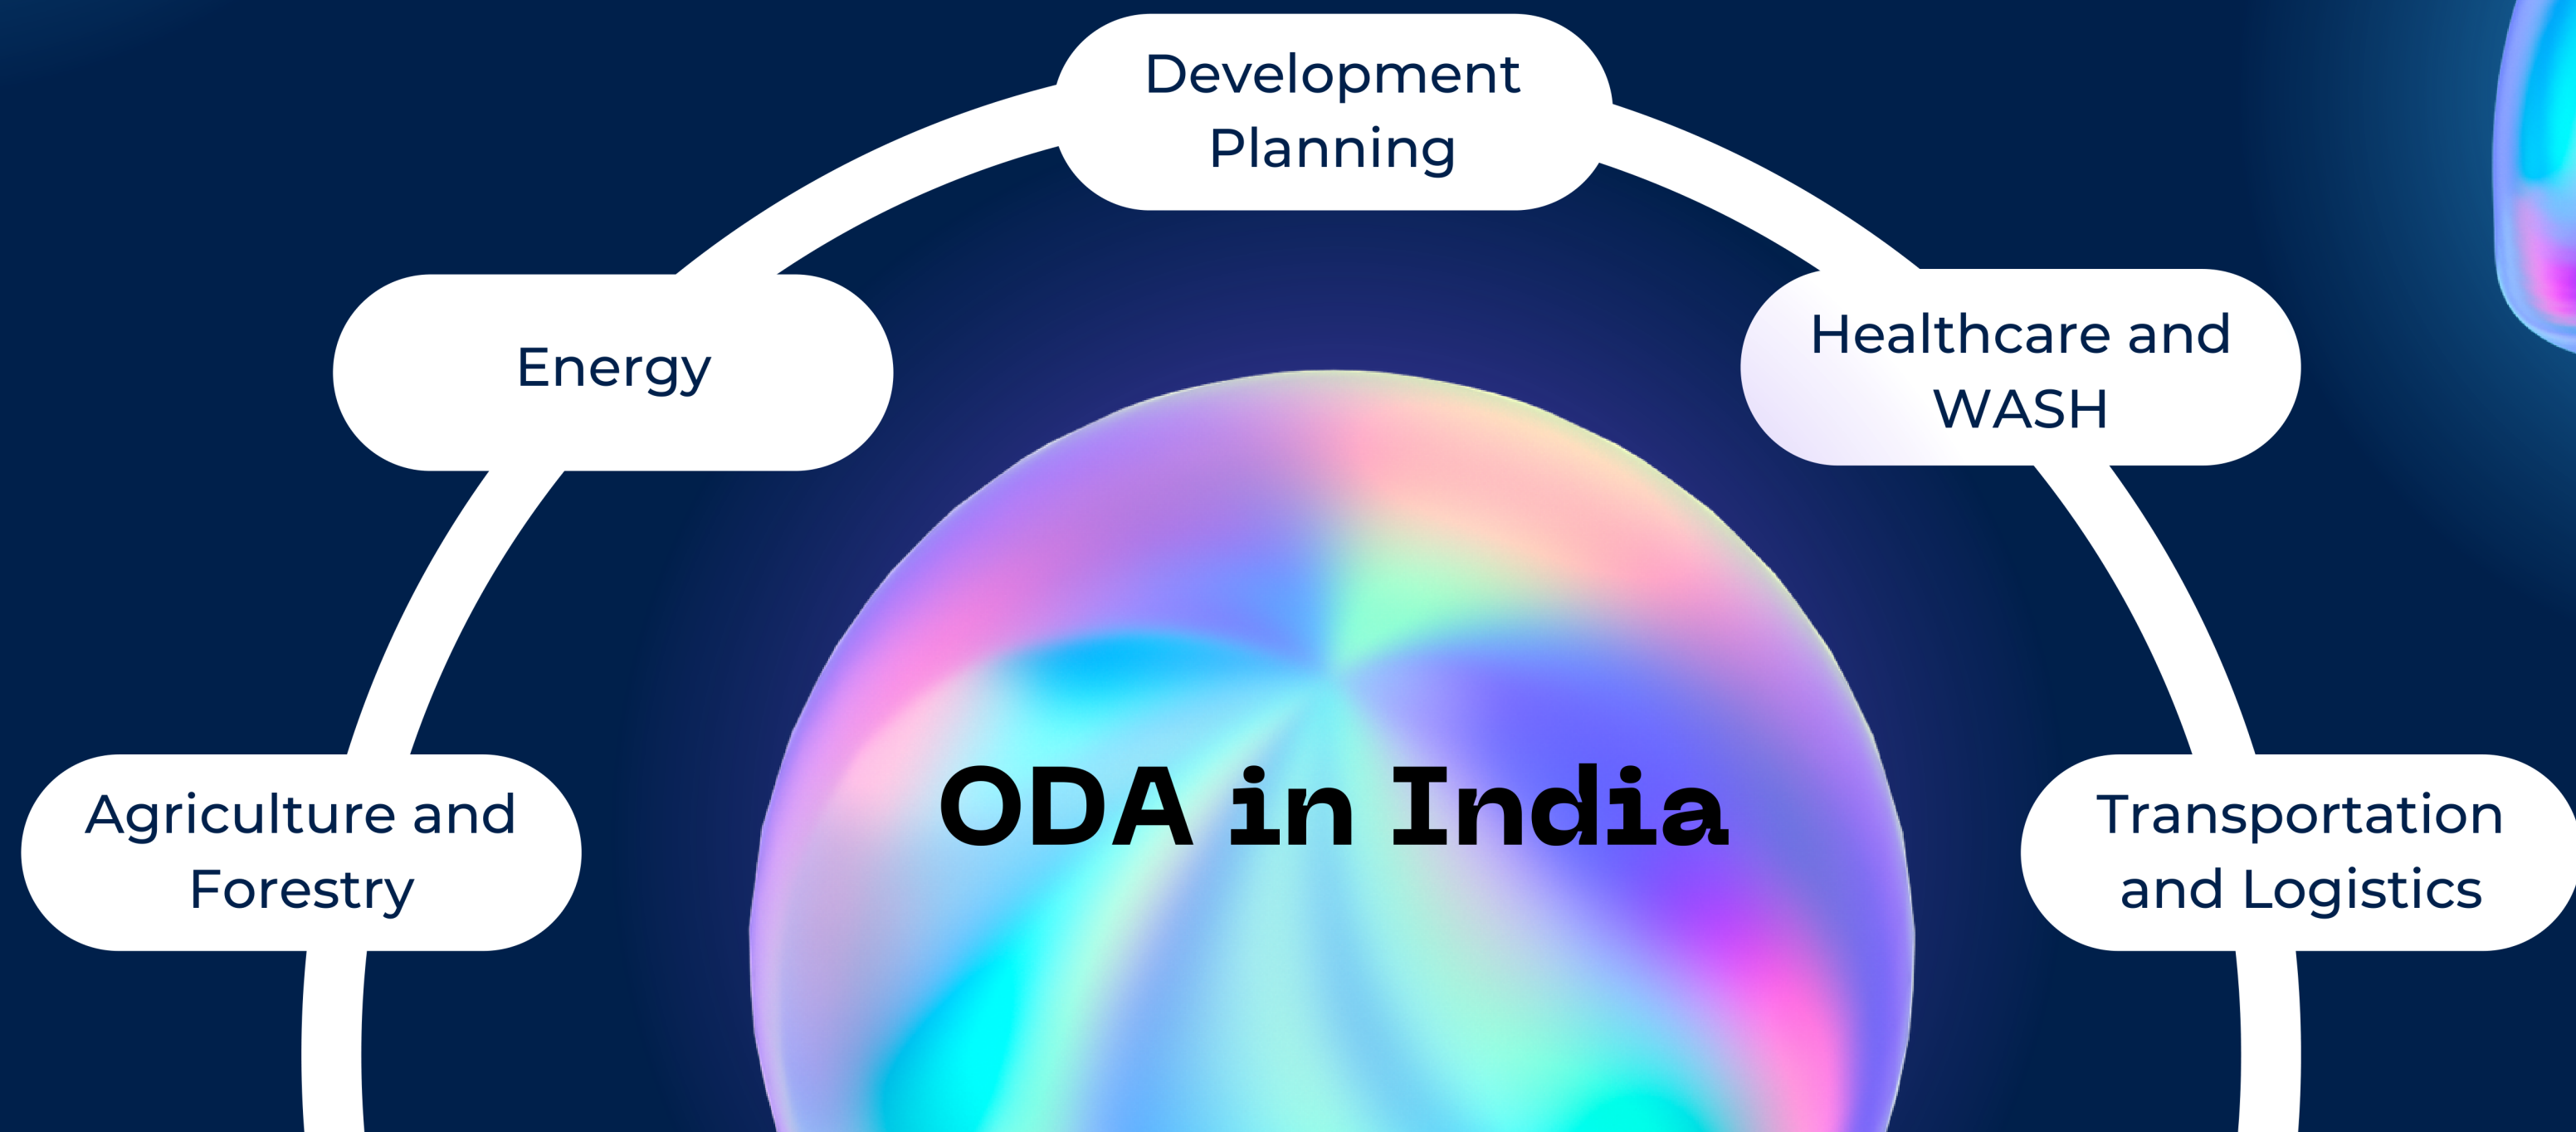 Development
Planning
Energy
Healthcare and
WASH
ODA in India
Agriculture and
Forestry
Transportation
and Logistics